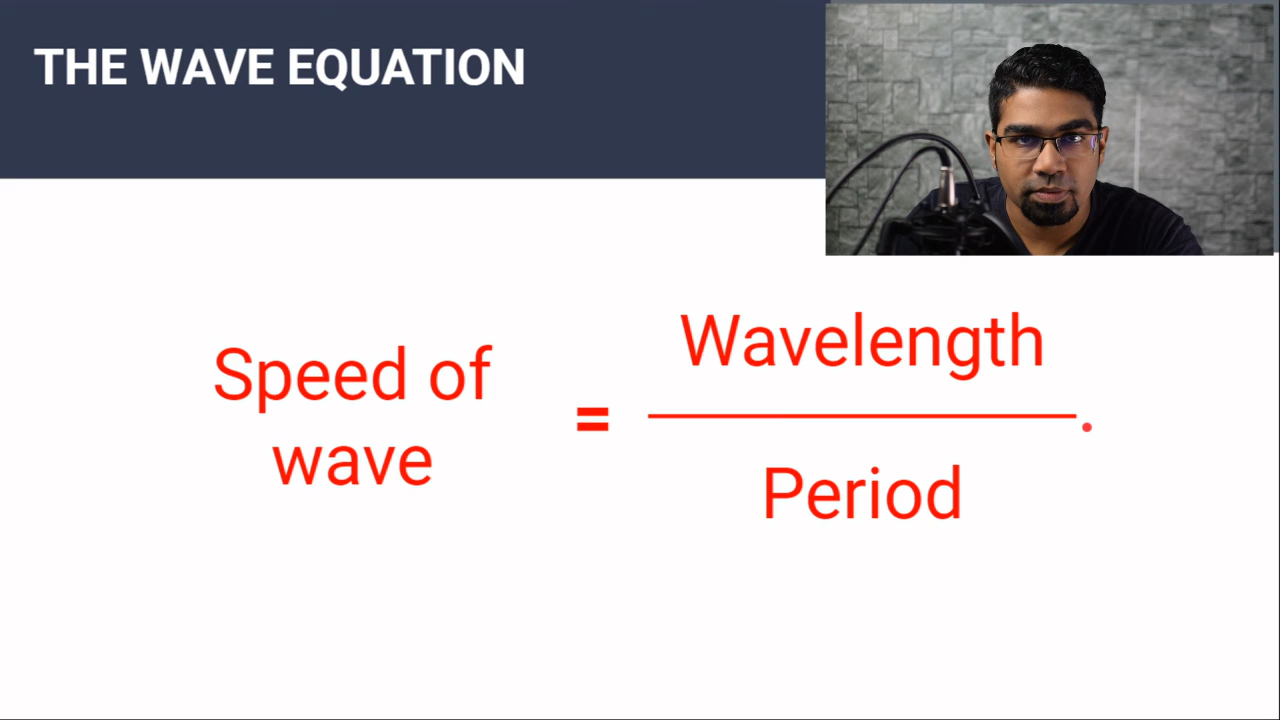 THE WAVE EQUATION
Speed of
wave
=
Wavelength
Period